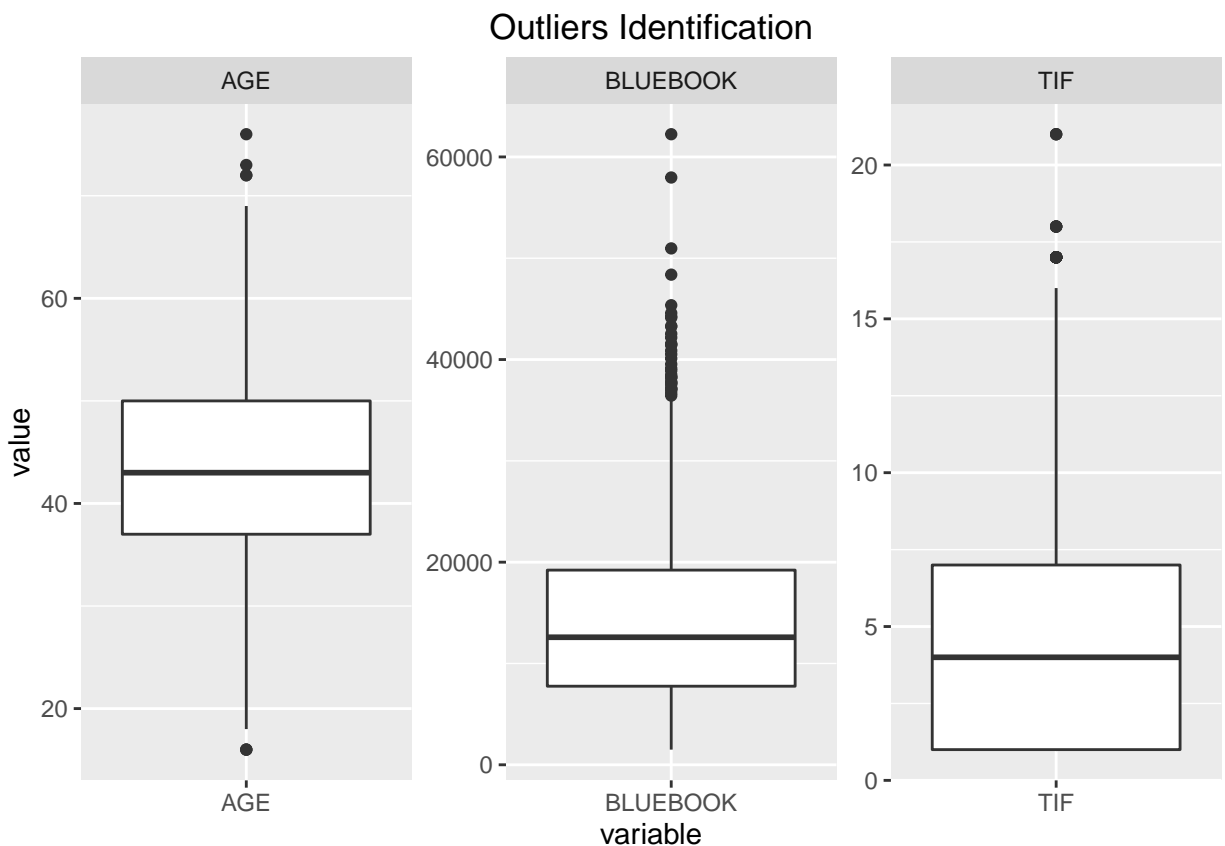 Outliers Identification
AGE
BLUEBOOK
TIF
value
60
40
20
60000
40000
20000
0
20
15
10
5
0
AGE
BLUEBOOK
TIF
variable